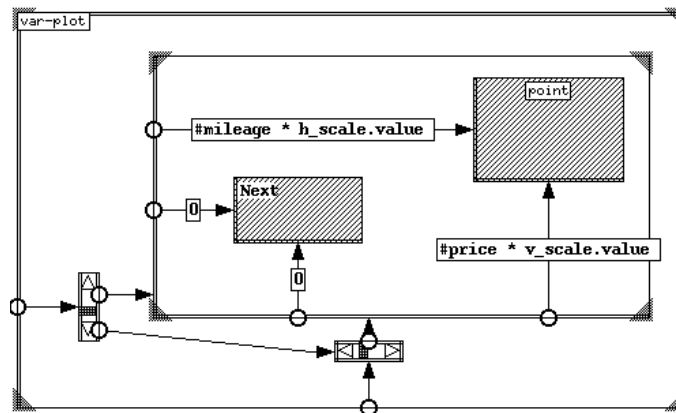 var-plot
point
#mileage * h_scale.value
Next
0
#price * v_scale.value
0